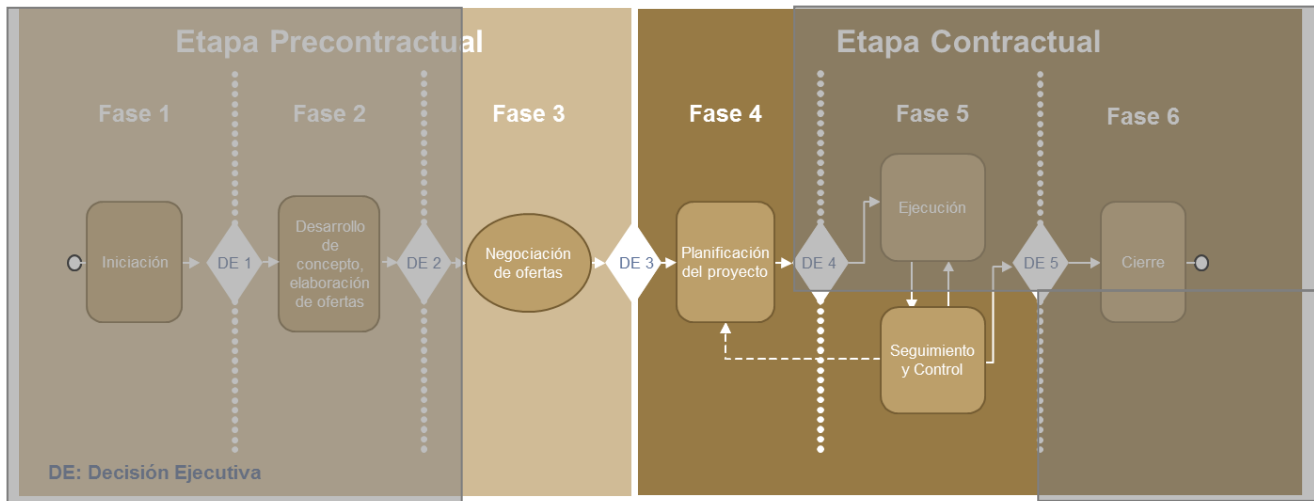 Etapa Precontractual
Etapa Contractual
Fase 1
Fase 2
Fase 3
Fase 4
Fase 5
Fase 6
Iniciación
DE 1
Desarrollo
de
concepto,
elaboración
de ofertas
DE 2
Negociación
de ofertas
DE 3
Planificación
del proyecto
DE 4
Ejecución
Seguimiento
y Control
DE 5
Cierre
DE: Decisión Ejecutiva